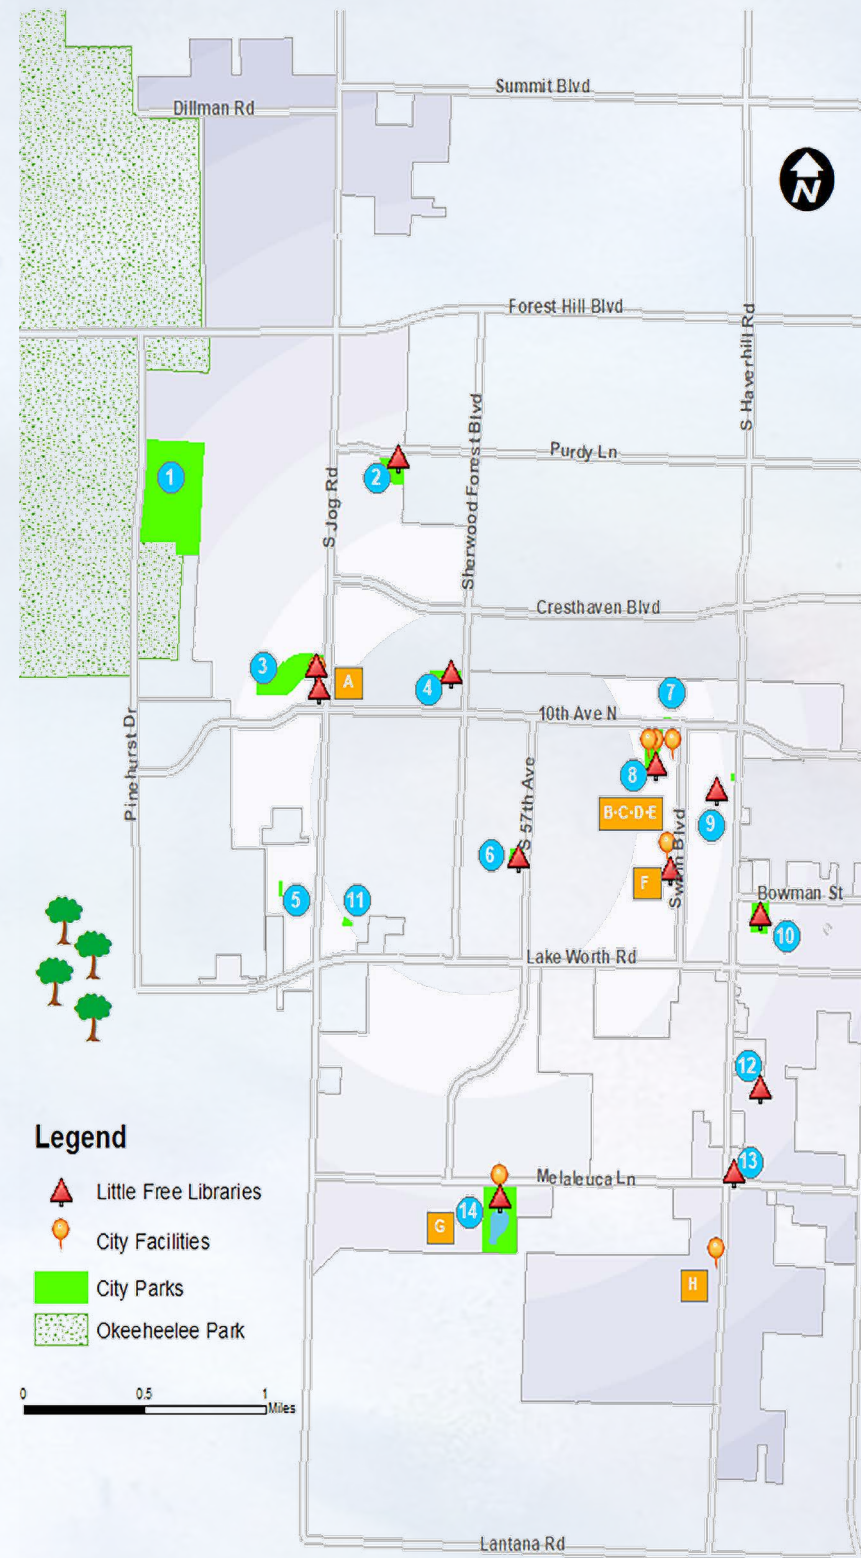 Summit Blvd
Dillman Rd
N
Forest Hill Blvd
S Haverhill Rd
Sherwood Forest Blvd
Purdy Ln
1
2
S Jog Rd
Cresthaven Blvd
3
A
4
7
10th Ave N
Pinehurst Dr
8
S 57th Ave
B·C·D·E
9
Swain Blvd
6
F
5
11
Bowman St
10
Lake Worth Rd
12
13
Melaleuca Ln
14
G
H
Legend
Little Free Libraries
City Facilities
City Parks
Okeeheelee Park
0 0.5 1
Miles
Lantana Rd